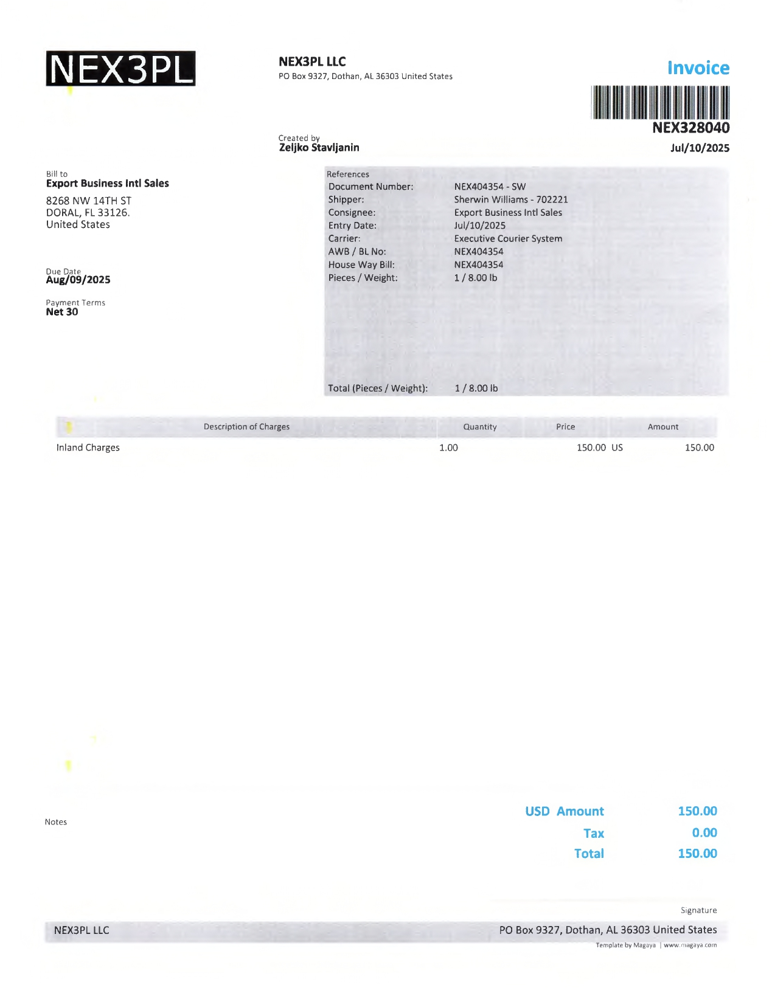 NEX3PL
NEX3PL LLC
PO Box 9327, Dothan, AL 36303 United States
Invoice
NEX328040
Created by
Zeljko Stavljanin
Jul/10/2025
Bill to
Export Business Intl Sales
8268 NW 14TH ST
DORAL, FL 33126.
United States
Due Date
Aug/09/2025
Payment Terms
Net 30
References
Document Number: NEX404354 - SW
Shipper: Sherwin Williams - 702221
Consignee: Export Business Intl Sales
Entry Date: Jul/10/2025
Carrier: Executive Courier System
AWB / BL No: NEX404354
House Way Bill: NEX404354
Pieces / Weight: 1 / 8.00 lb
Total (Pieces / Weight): 1 / 8.00 lb
Description of Charges Quantity Price Amount
Inland Charges 1.00 150.00 US 150.00
USD Amount 150.00
Notes
Tax 0.00
Total 150.00
Signature
NEX3PL LLC PO Box 9327, Dothan, AL 36303 United States
Template by Magaya | www.magaya.com